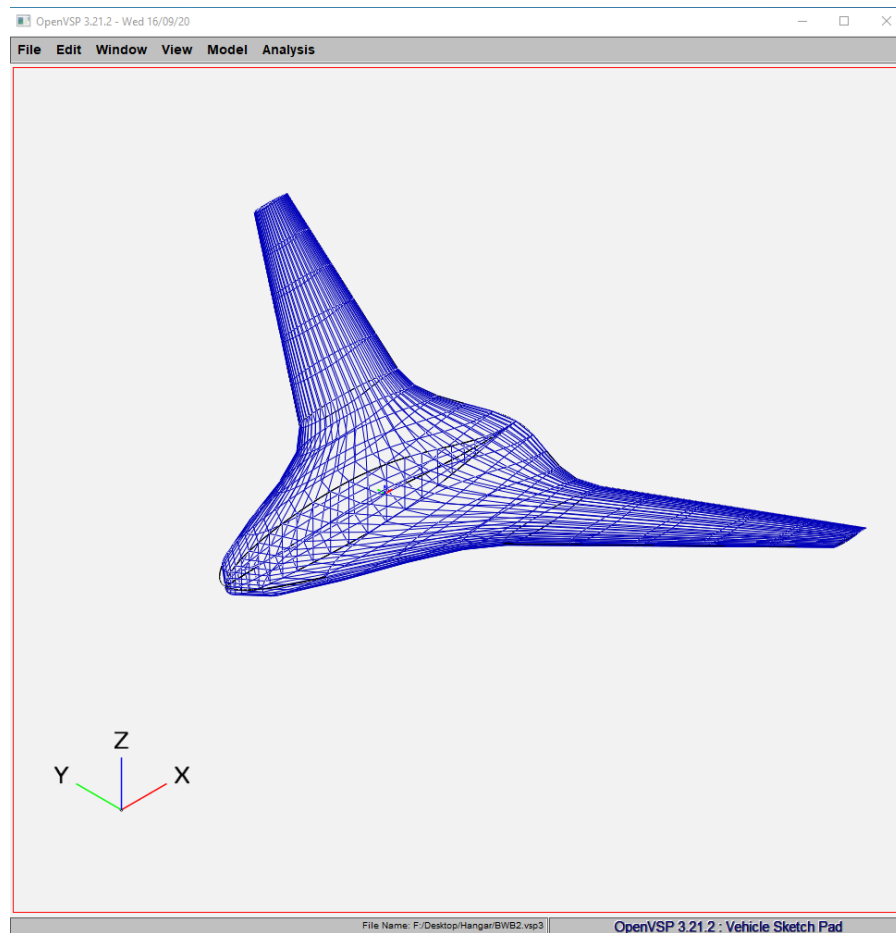 OpenVSP 3.21.2 - Wed 16/09/20
File Edit Window View Model Analysis
Z
Y X
File Name: F:/Desktop/Hangar/BWB2.vsp3 OpenVSP 3.21.2 : Vehicle Sketch Pad